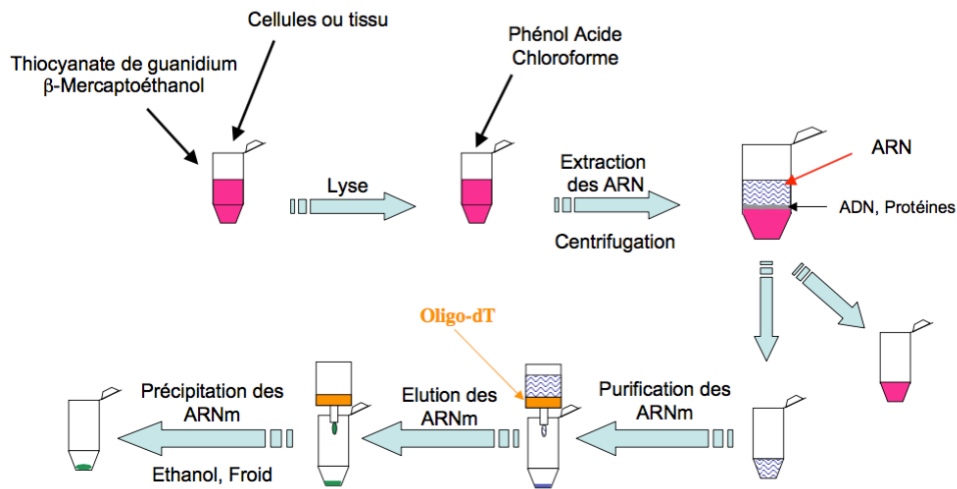 Cellules ou tissu
Thiocyanate de guanidium
β-Mercaptoéthanol
Phénol Acide
Chloroforme
Lyse
Extraction
des ARN
Centrifugation
ARN
ADN, Protéines
Oligo-dT
Précipitation des
ARNm
Ethanol, Froid
Elution des
ARNm
Purification des
ARNm